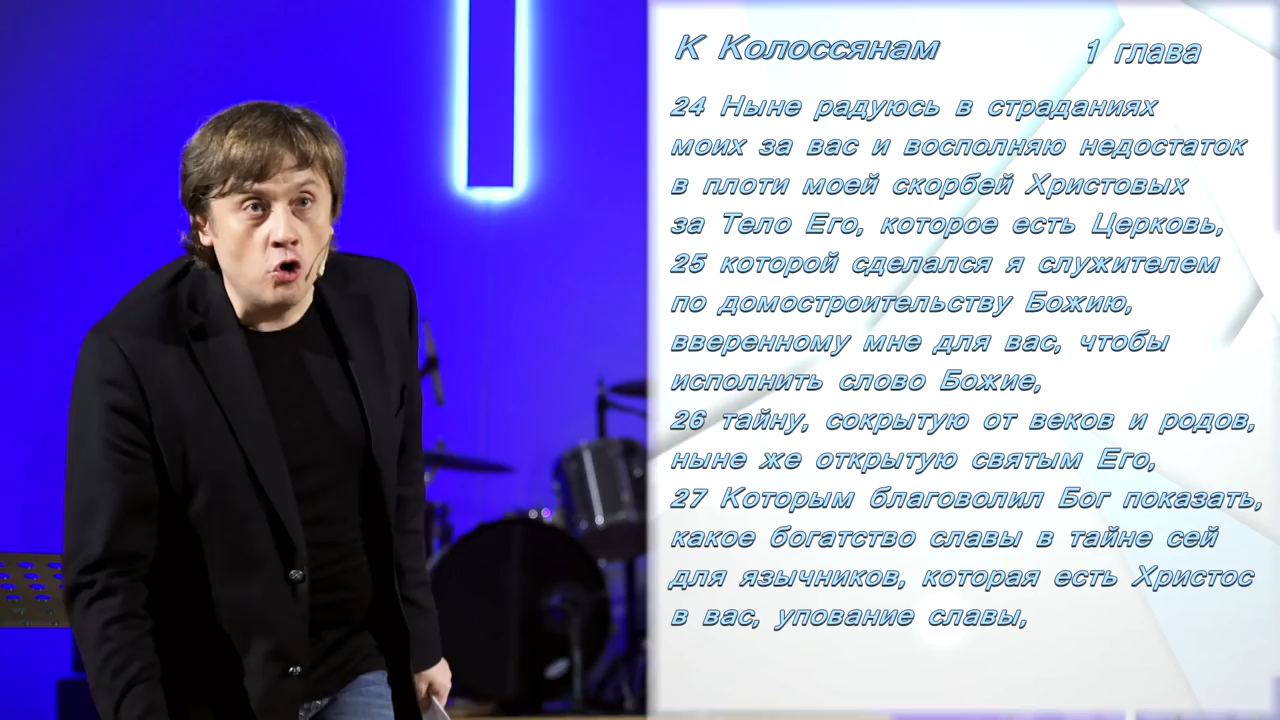 К Колоссянам 1 глава
24 Ныне радуюсь в страданиях
моих за вас и восполняю недостаток
в плоти моей скорбей Христовых
за Тело Его, которое есть Церковь,
25 которой сделался я служителем
по домостроительству Божию,
вверенному мне для вас, чтобы
исполнить слово Божие,
26 тайну, сокрытую от веков и родов,
ныне же открытую святым Его,
27 Которым благоволил Бог показать,
какое богатство славы в тайне сей
для язычников, которая есть Христос
в вас, упование славы,